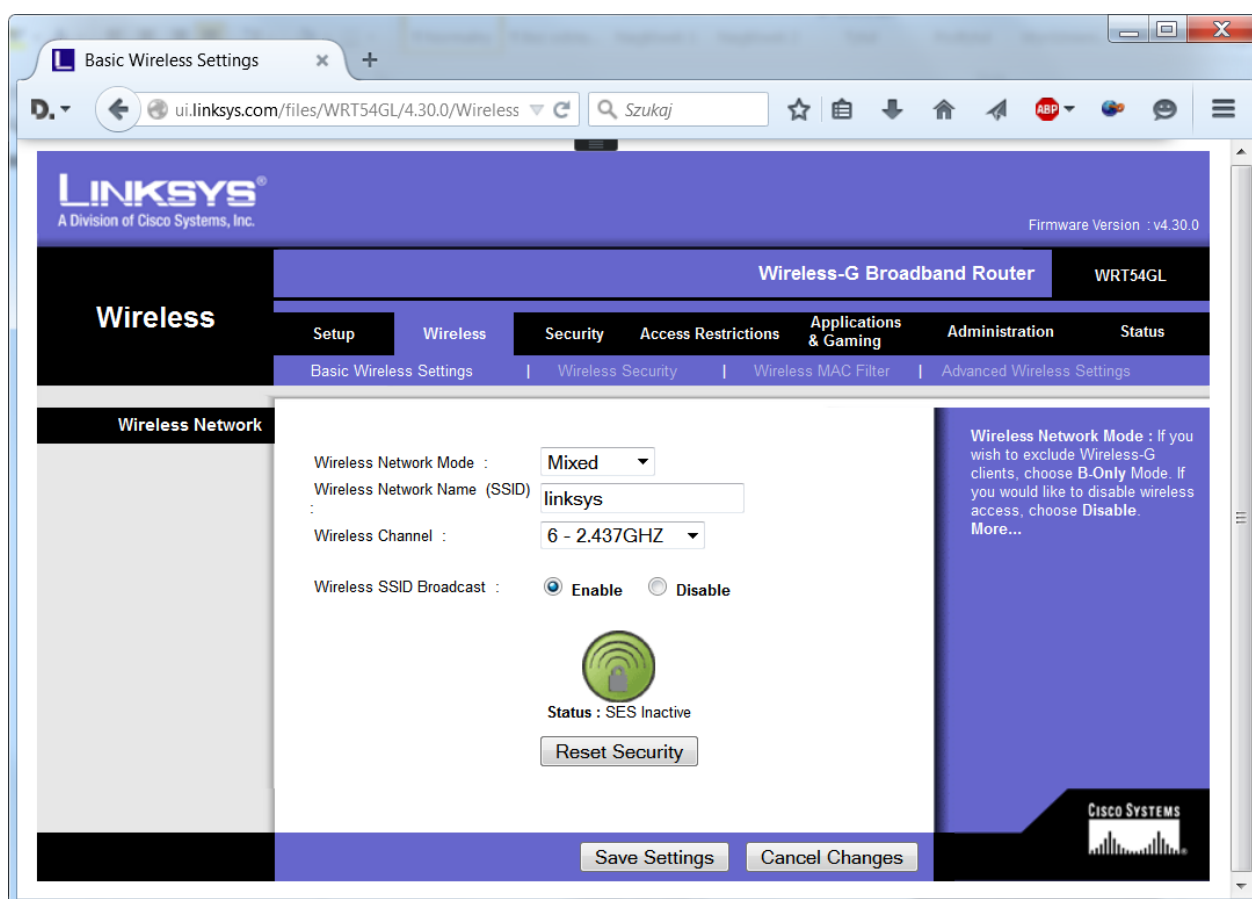 Basic Wireless Settings
D.
ui.linksys.com/files/WRT54GL/4.30.0/Wireless
Szukaj
ABP
LINKSYS®
A Division of Cisco Systems, Inc.
Firmware Version : v4.30.0
Wireless-G Broadband Router
WRT54GL
Wireless
Setup
Wireless
Security
Access Restrictions
Applications
& Gaming
Administration
Status
Basic Wireless Settings | Wireless Security | Wireless MAC Filter | Advanced Wireless Settings
Wireless Network
Wireless Network Mode :
Mixed
Wireless Network Name (SSID)
:
linksys
Wireless Channel :
6 - 2.437GHZ
Wireless SSID Broadcast :
Enable
Disable
Status : SES Inactive
Reset Security
Wireless Network Mode : If you
wish to exclude Wireless-G
clients, choose B-Only Mode. If
you would like to disable wireless
access, choose Disable.
More...
CISCO SYSTEMS
Save Settings
Cancel Changes